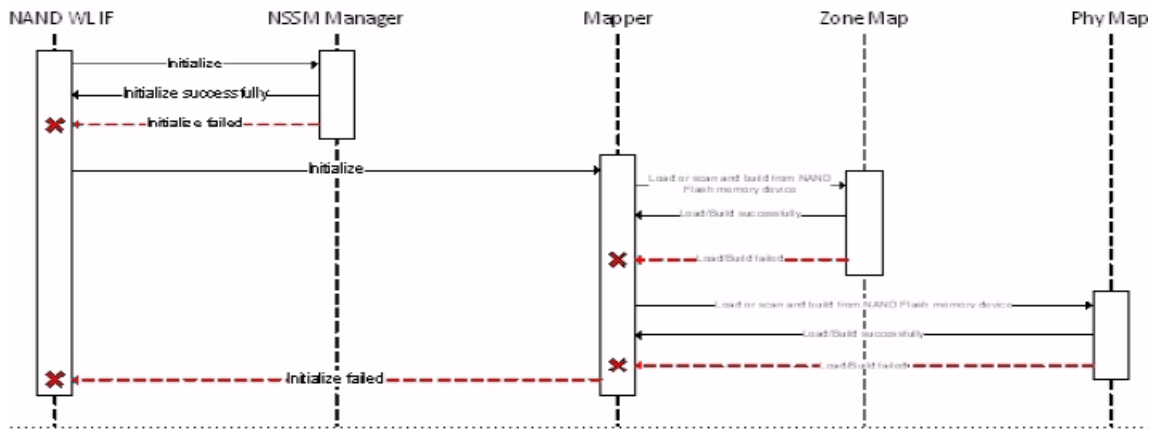 NAND WL IF
NSSM Manager
Mapper
Zone Map
Phy Map
Initialize
Initialize successfully
Initialize failed
Initialize
Load or scan and build from NAND
Flash memory device
Load/Build successfully
Load/Build failed
Load or scan and build from NAND Flash memory device
Load/Build successfully
Load/Build failed
Initialize failed